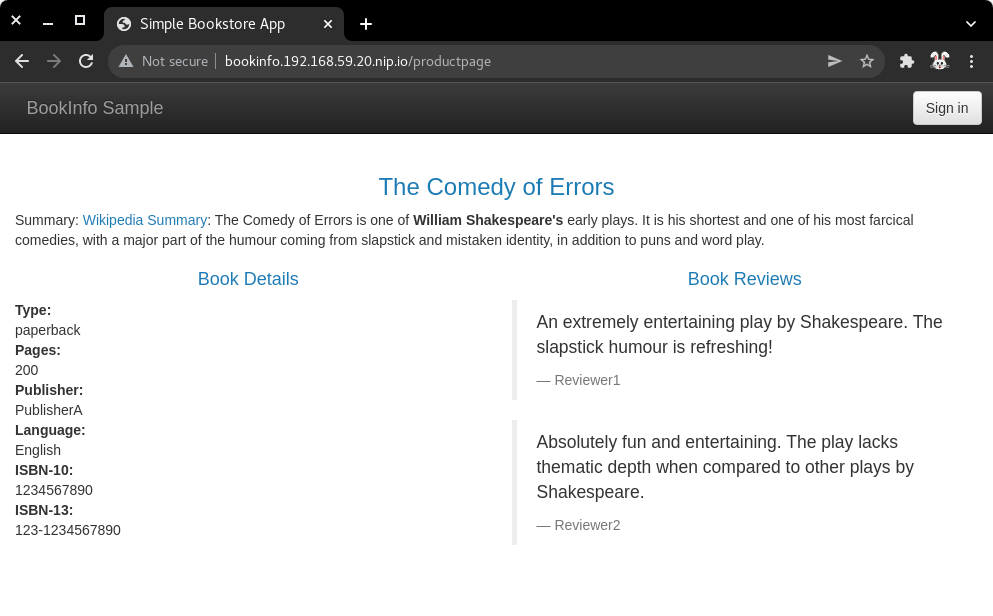 Simple Bookstore App
Not secure
bookinfo.192.168.59.20.nip.io/productpage
BookInfo Sample
Sign in
The Comedy of Errors
Summary: Wikipedia Summary: The Comedy of Errors is one of William Shakespeare's early plays. It is his shortest and one of his most farcical
comedies, with a major part of the humour coming from slapstick and mistaken identity, in addition to puns and word play.
Book Details
Type:
paperback
Pages:
200
Publisher:
PublisherA
Language:
English
ISBN-10:
1234567890
ISBN-13:
123-1234567890
Book Reviews
An extremely entertaining play by Shakespeare. The
slapstick humour is refreshing!
— Reviewer1
Absolutely fun and entertaining. The play lacks
thematic depth when compared to other plays by
Shakespeare.
— Reviewer2